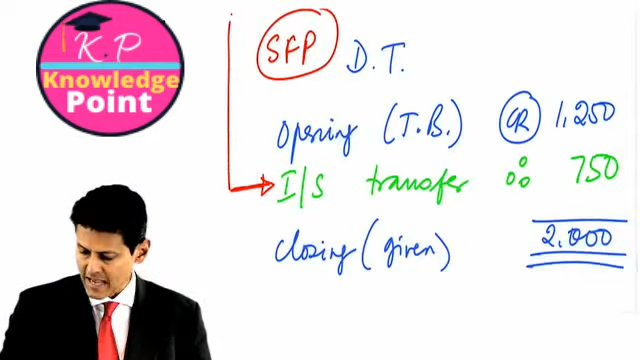 K.P
Knowledge
Point
SFP D.T.
Opening (T.B.) CR 1,250
I/S transfer ∴ 750
Closing (given) 2,000